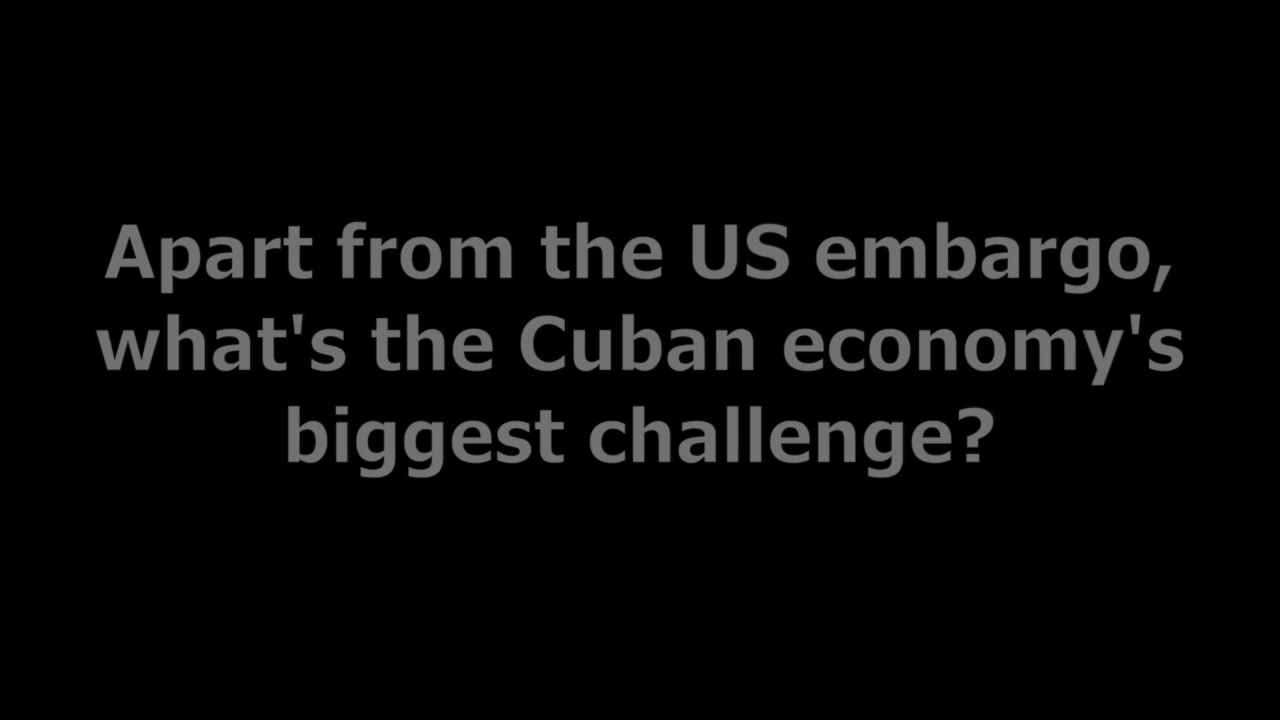 Apart from the US embargo,
what's the Cuban economy's
biggest challenge?